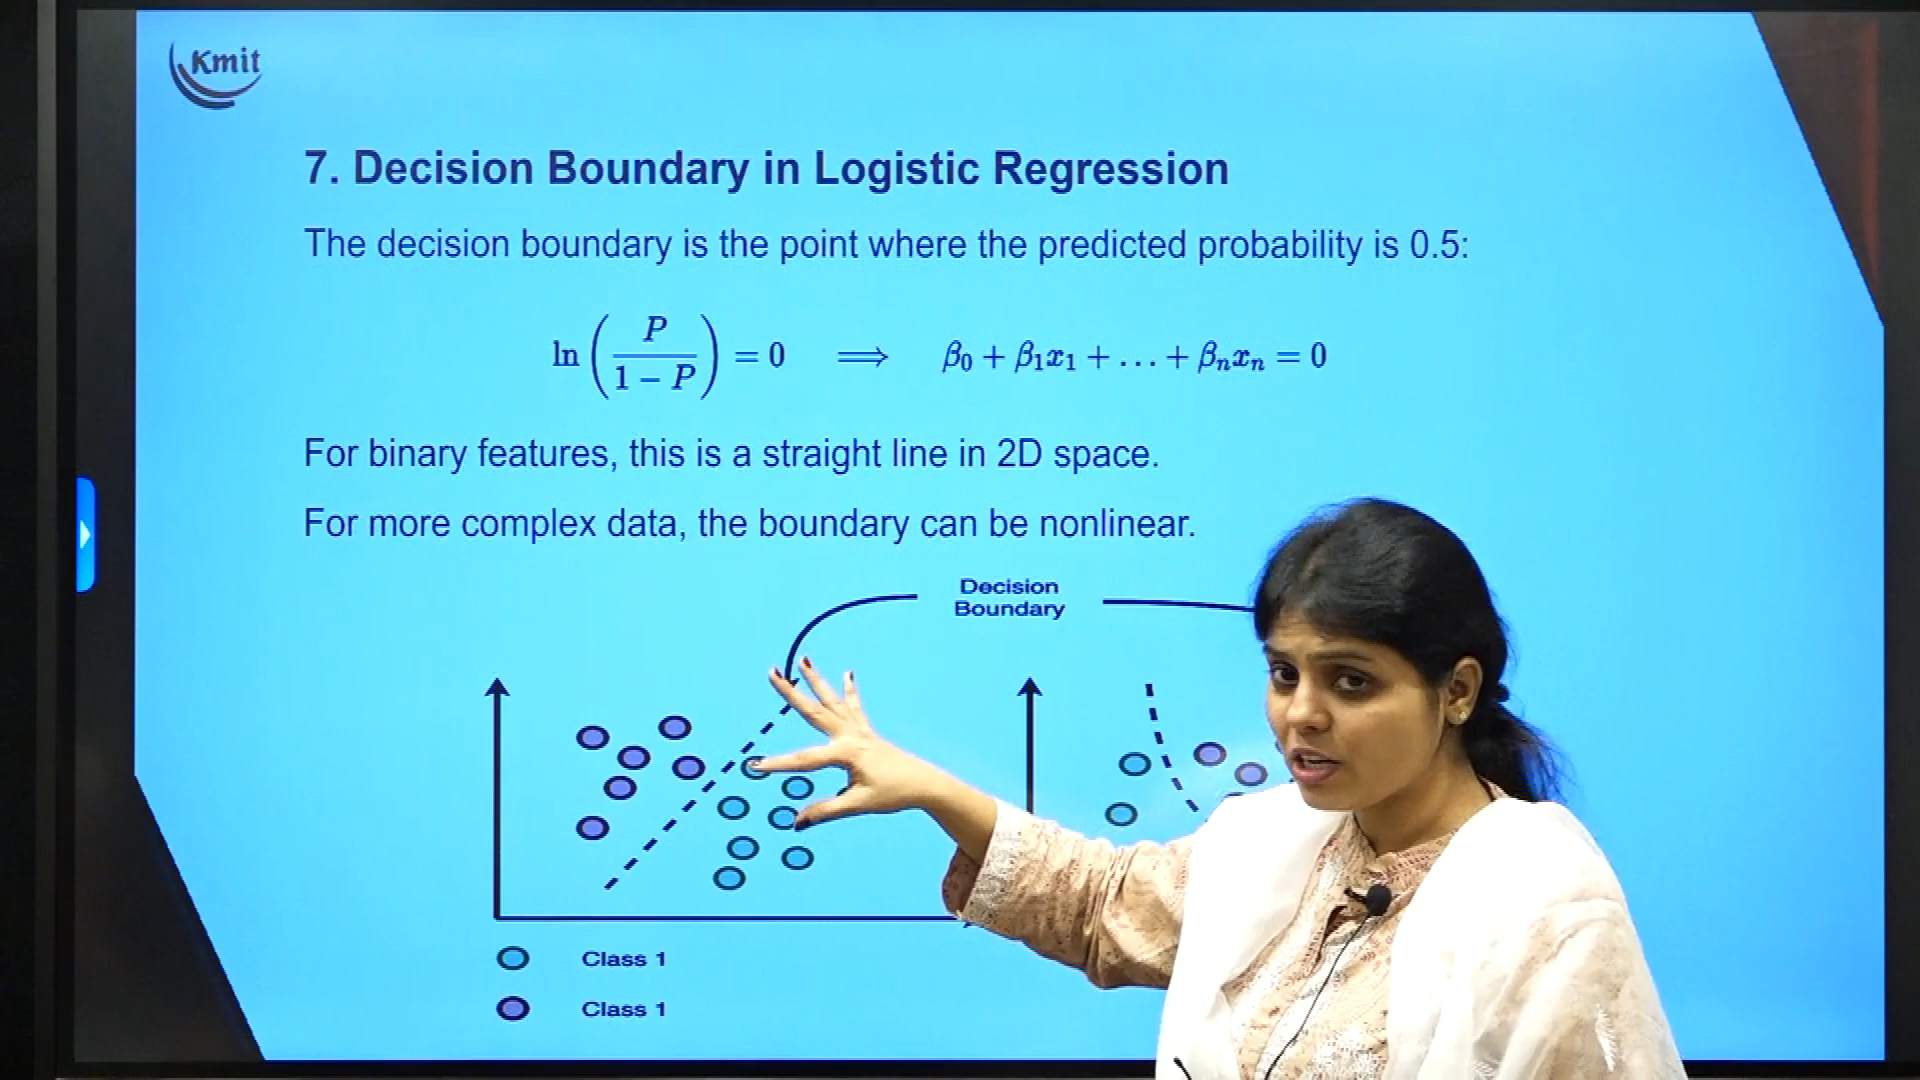 Kmit
7. Decision Boundary in Logistic Regression
The decision boundary is the point where the predicted probability is 0.5:
ln(P/(1 − P)) = 0 ⟹ β₀ + β₁x₁ + … + βₙxₙ = 0
For binary features, this is a straight line in 2D space.
For more complex data, the boundary can be nonlinear.
Decision
Boundary
Class 1
Class 1